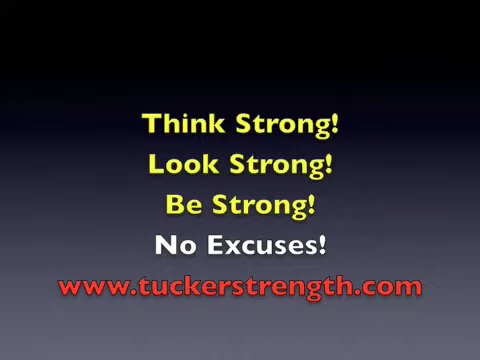 Think Strong!
Look Strong!
Be Strong!
No Excuses!
www.tuckerstrength.com